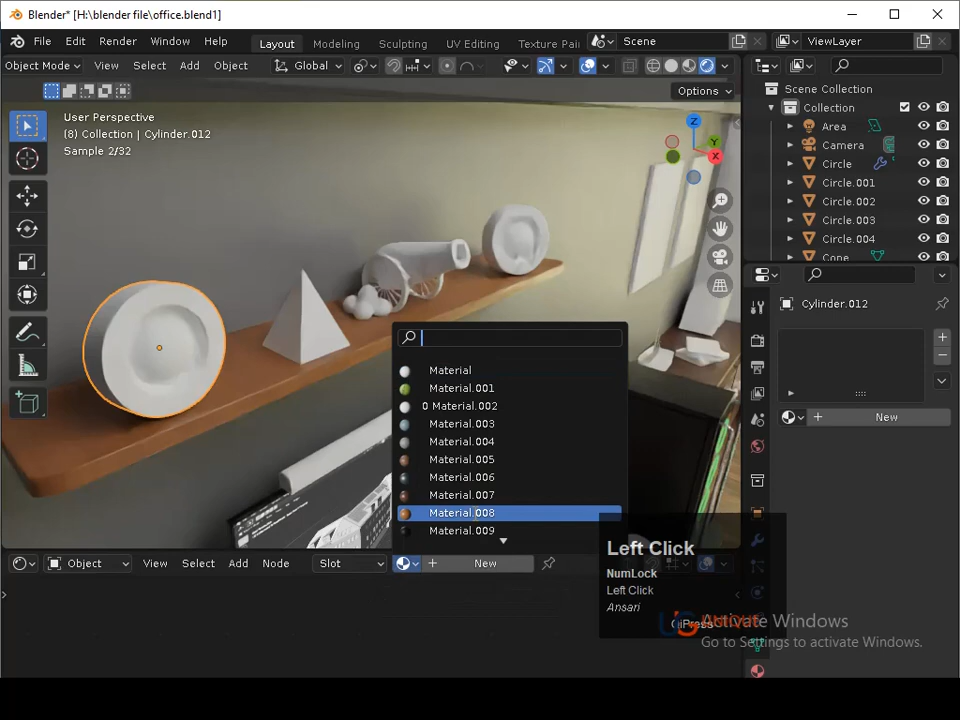 Blender* [H:\blender file\office.blend1]
File Edit Render Window Help Layout Modeling Sculpting UV Editing Texture Pai Scene ViewLayer
Object Mode View Select Add Object Global
Options
User Perspective
(8) Collection | Cylinder.012
Sample 2/32
Z
Y
X
Scene Collection
Collection
Area
Camera
Circle
Circle.001
Circle.002
Circle.003
Circle.004
Cone
Cylinder.012
New
Material
Material.001
0 Material.002
Material.003
Material.004
Material.005
Material.006
Material.007
Material.008
Material.009
Object View Select Add Node Slot New
Left Click
NumLock
Left Click
Ansari
Activate Windows
Go to Settings to activate Windows.